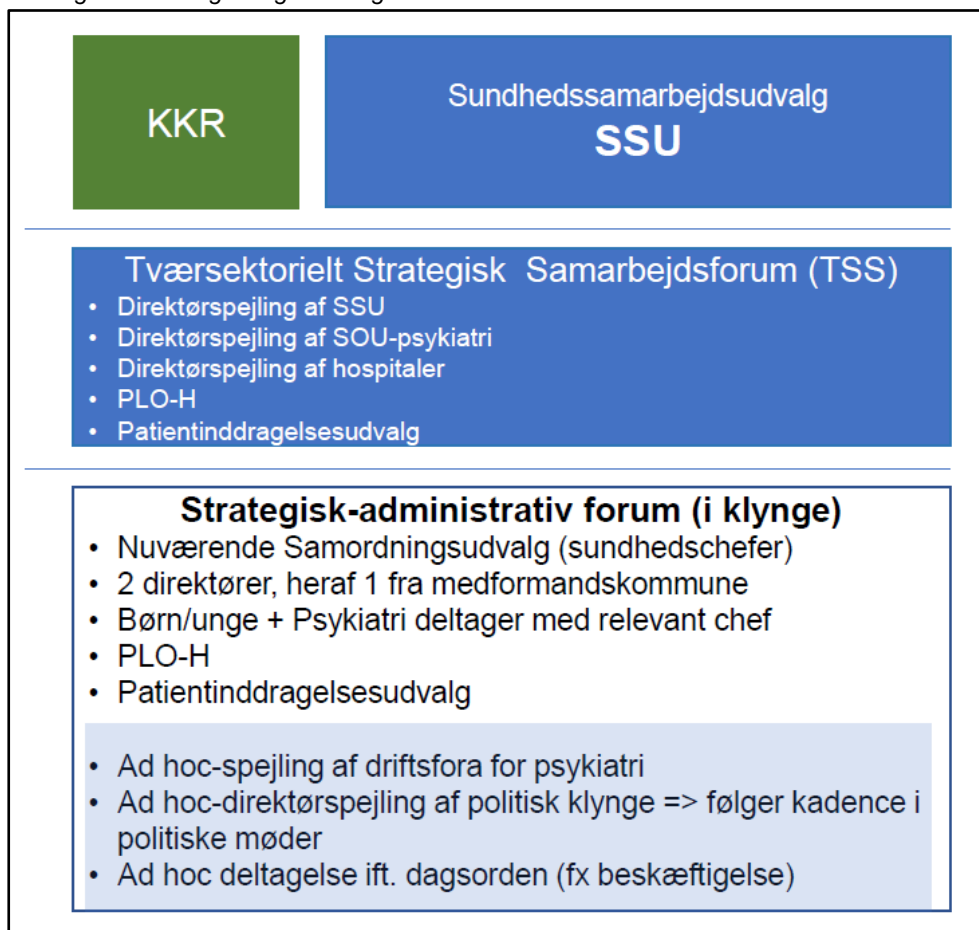 KKR
Sundhedssamarbejdsudvalg
SSU
Tværsektorielt Strategisk Samarbejdsforum (TSS)
• Direktørspejling af SSU
• Direktørspejling af SOU-psykiatri
• Direktørspejling af hospitaler
• PLO-H
• Patientinddragelsesudvalg
Strategisk-administrativ forum (i klynge)
• Nuværende Samordningsudvalg (sundhedschefer)
• 2 direktører, heraf 1 fra medformandskommune
• Børn/unge + Psykiatri deltager med relevant chef
• PLO-H
• Patientinddragelsesudvalg
• Ad hoc-spejling af driftsfora for psykiatri
• Ad hoc-direktørspejling af politisk klynge => følger kadence i
politiske møder
• Ad hoc deltagelse ift. dagsorden (fx beskæftigelse)